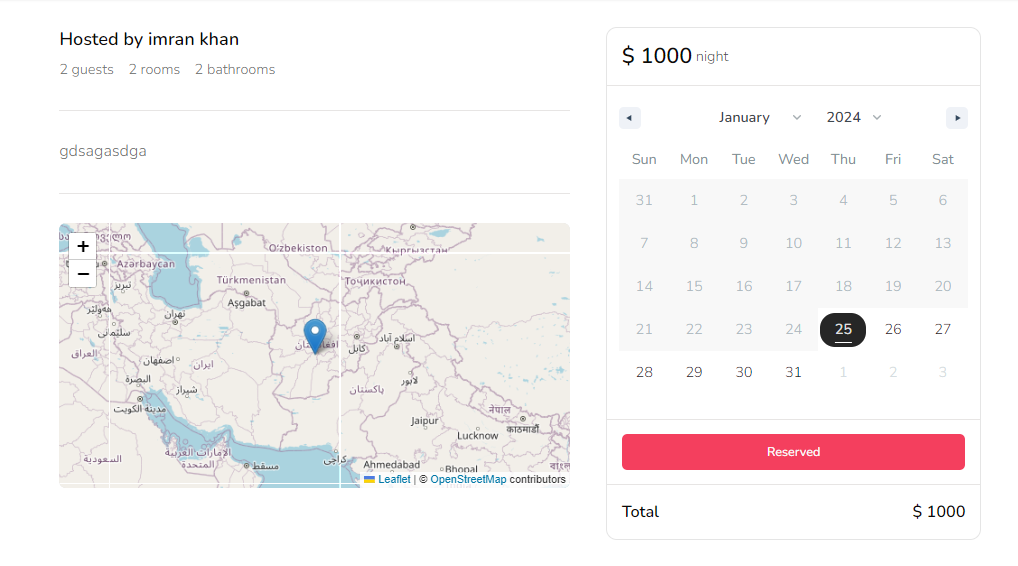 Hosted by imran khan
2 guests 2 rooms 2 bathrooms
gdsagasdga
+
−
Oʻzbekiston
Кыргызстан
Azərbaycan
Türkmenistan
Тоҷикистон
تبریز
Aşgabat
تهران
افغانستان
کابل
اسلام آباد
العراق
اصفهان
ایران
البصرة
شیراز
لاہور
پاکستان
مدينة الكويت
नेपाल
Jaipur
काठमाडौँ
Lucknow
السعودية
الإمارات العربية
المتحدة
مسقط
کراچی
Ahmedabad
Bhopal
Leaflet | © OpenStreetMap contributors
$ 1000 night
January 2024
Sun Mon Tue Wed Thu Fri Sat
31 1 2 3 4 5 6
7 8 9 10 11 12 13
14 15 16 17 18 19 20
21 22 23 24 25 26 27
28 29 30 31 1 2 3
Reserved
Total $ 1000